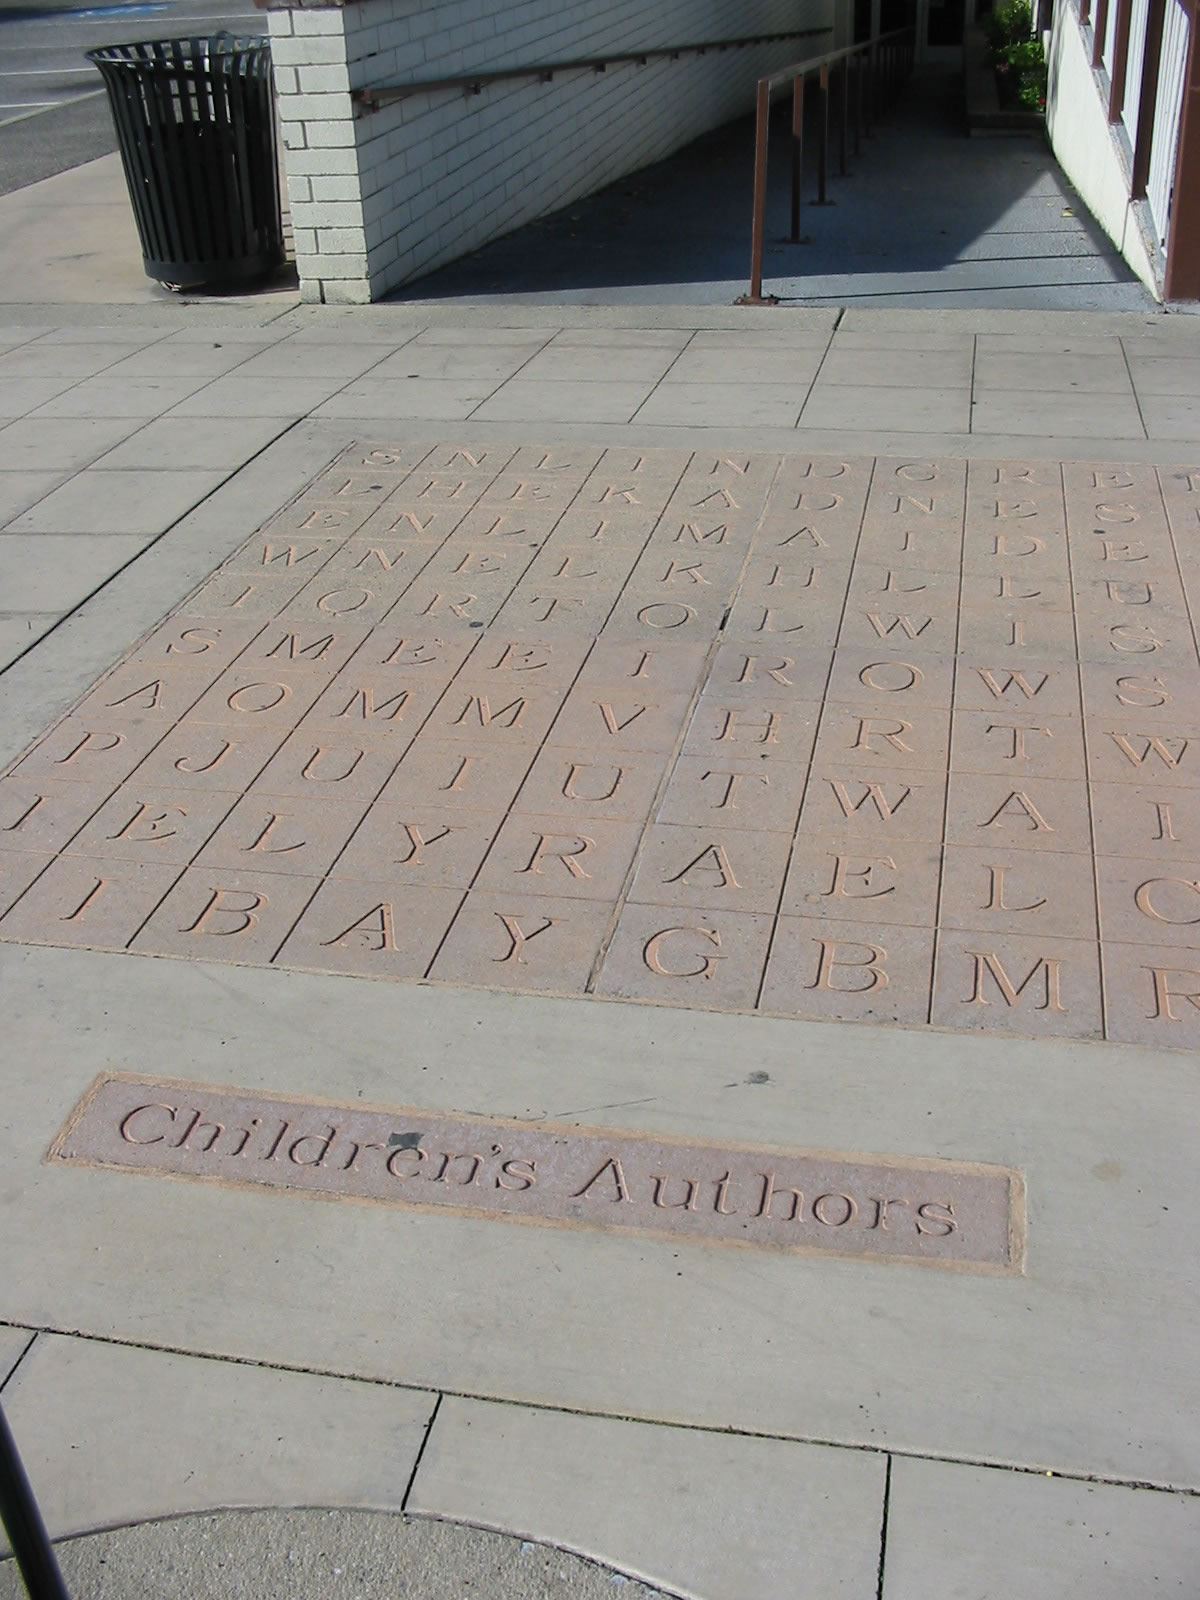 S N L I N D G R E
L H E K A D N E S
E N L I M A I D E
W N E L K H L L U
I Q R T O L W I S
S M E E I R O W S
A O M M V H R T W
P J U I U T W A I
I E L Y R A E L C
I B A Y G B M R
Children's Authors